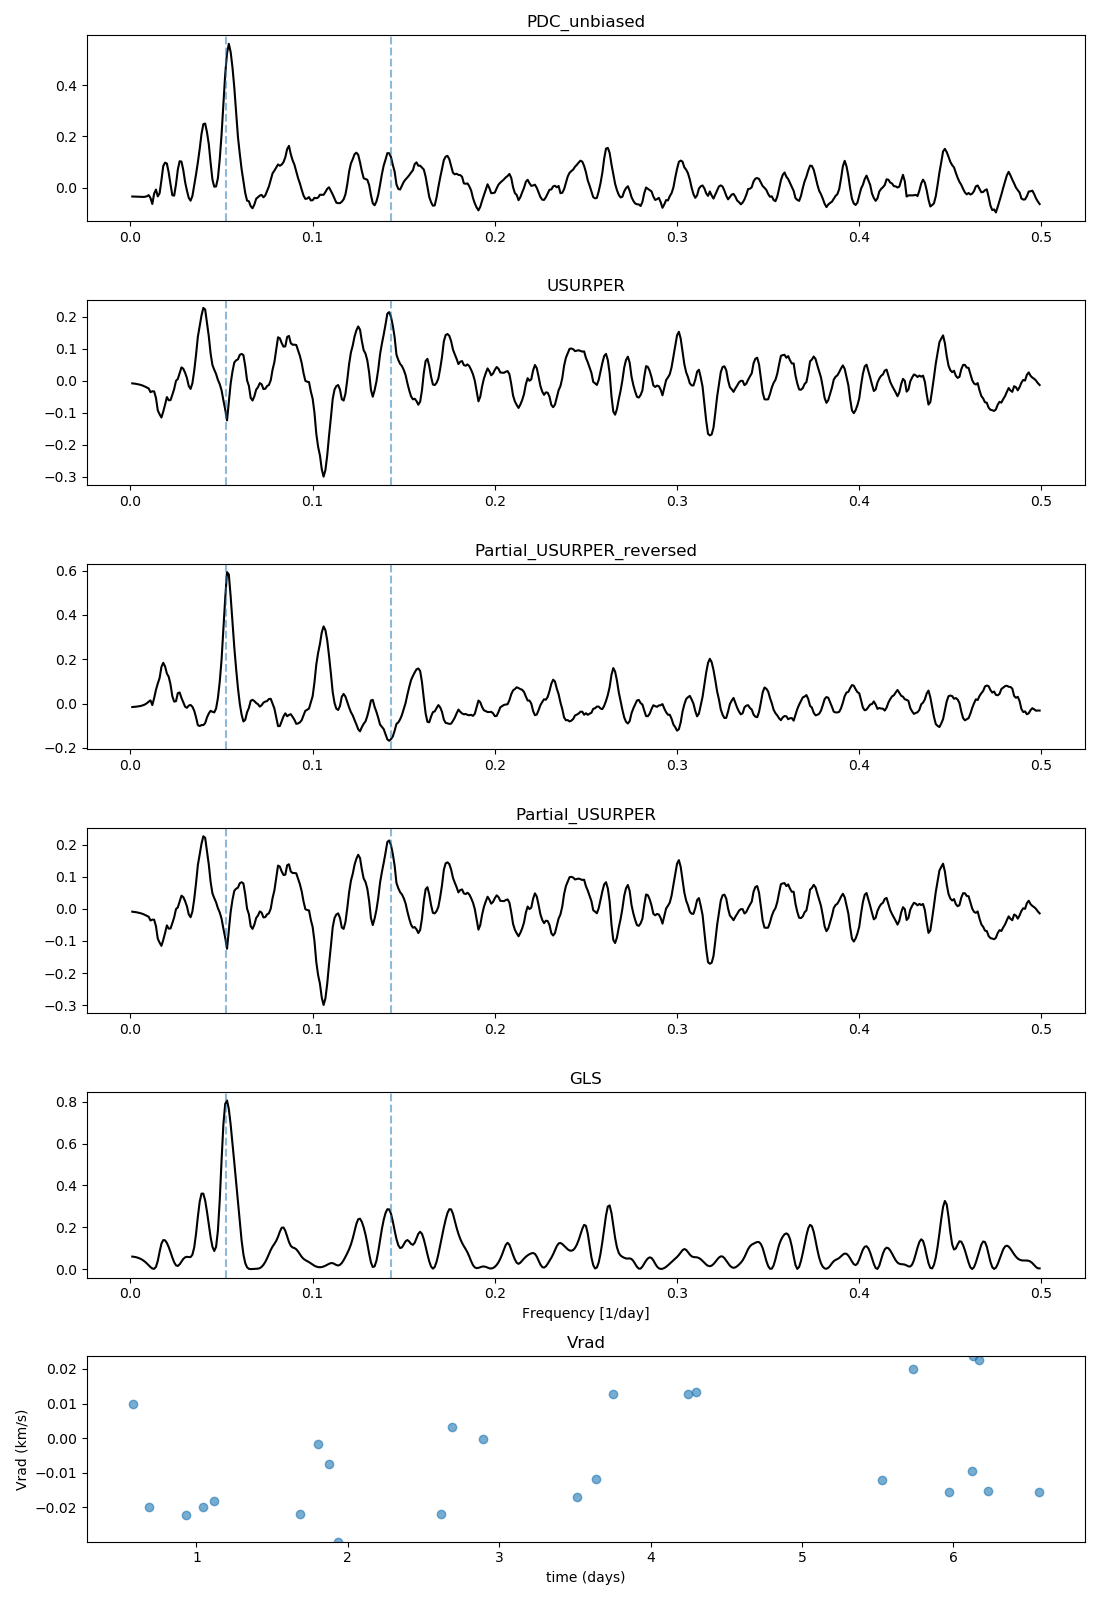 PDC_unbiased
0.4
0.2
0.0
0.0 0.1 0.2 0.3 0.4 0.5
USURPER
0.2
0.1
0.0
−0.1
−0.2
−0.3
0.0 0.1 0.2 0.3 0.4 0.5
Partial_USURPER_reversed
0.6
0.4
0.2
0.0
−0.2
0.0 0.1 0.2 0.3 0.4 0.5
Partial_USURPER
0.2
0.1
0.0
−0.1
−0.2
−0.3
0.0 0.1 0.2 0.3 0.4 0.5
GLS
0.8
0.6
0.4
0.2
0.0
0.0 0.1 0.2 0.3 0.4 0.5
Frequency [1/day]
Vrad
Vrad (km/s)
0.02
0.01
0.00
−0.01
−0.02
1 2 3 4 5 6
time (days)